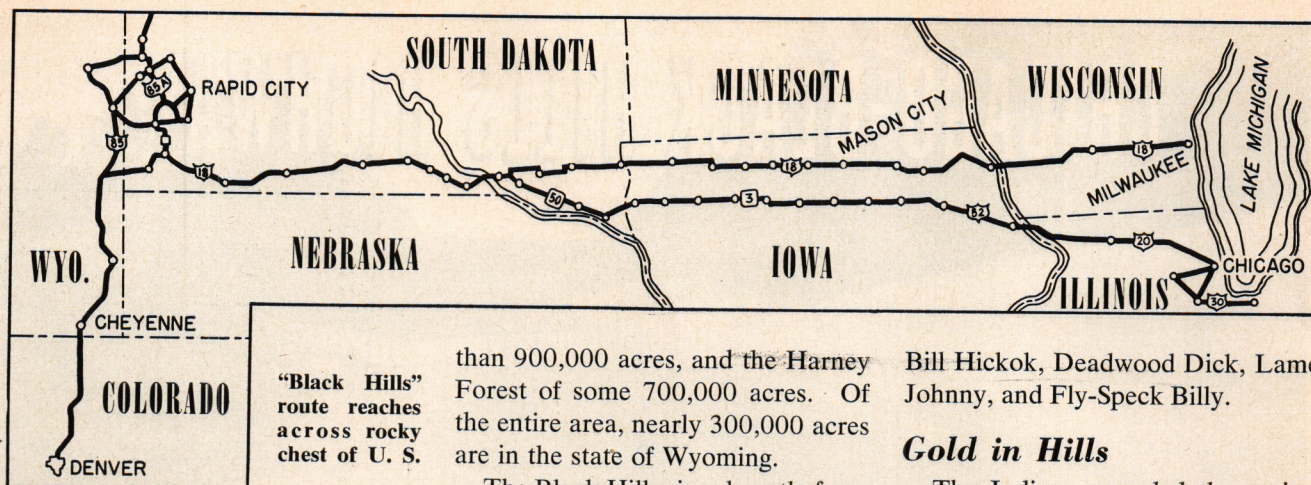 SOUTH DAKOTA
MINNESOTA
WISCONSIN
RAPID CITY
85A
MASON CITY
LAKE MICHIGAN
85
18
18
18
MILWAUKEE
50
3
52
20
WYO.
NEBRASKA
IOWA
ILLINOIS
CHICAGO
30
CHEYENNE
COLORADO
DENVER
“Black Hills”
route reaches
across rocky
chest of U. S.
than 900,000 acres, and the Harney
Forest of some 700,000 acres. Of
the entire area, nearly 300,000 acres
are in the state of Wyoming.
Bill Hickok, Deadwood Dick, Lame
Johnny, and Fly-Speck Billy.
Gold in Hills